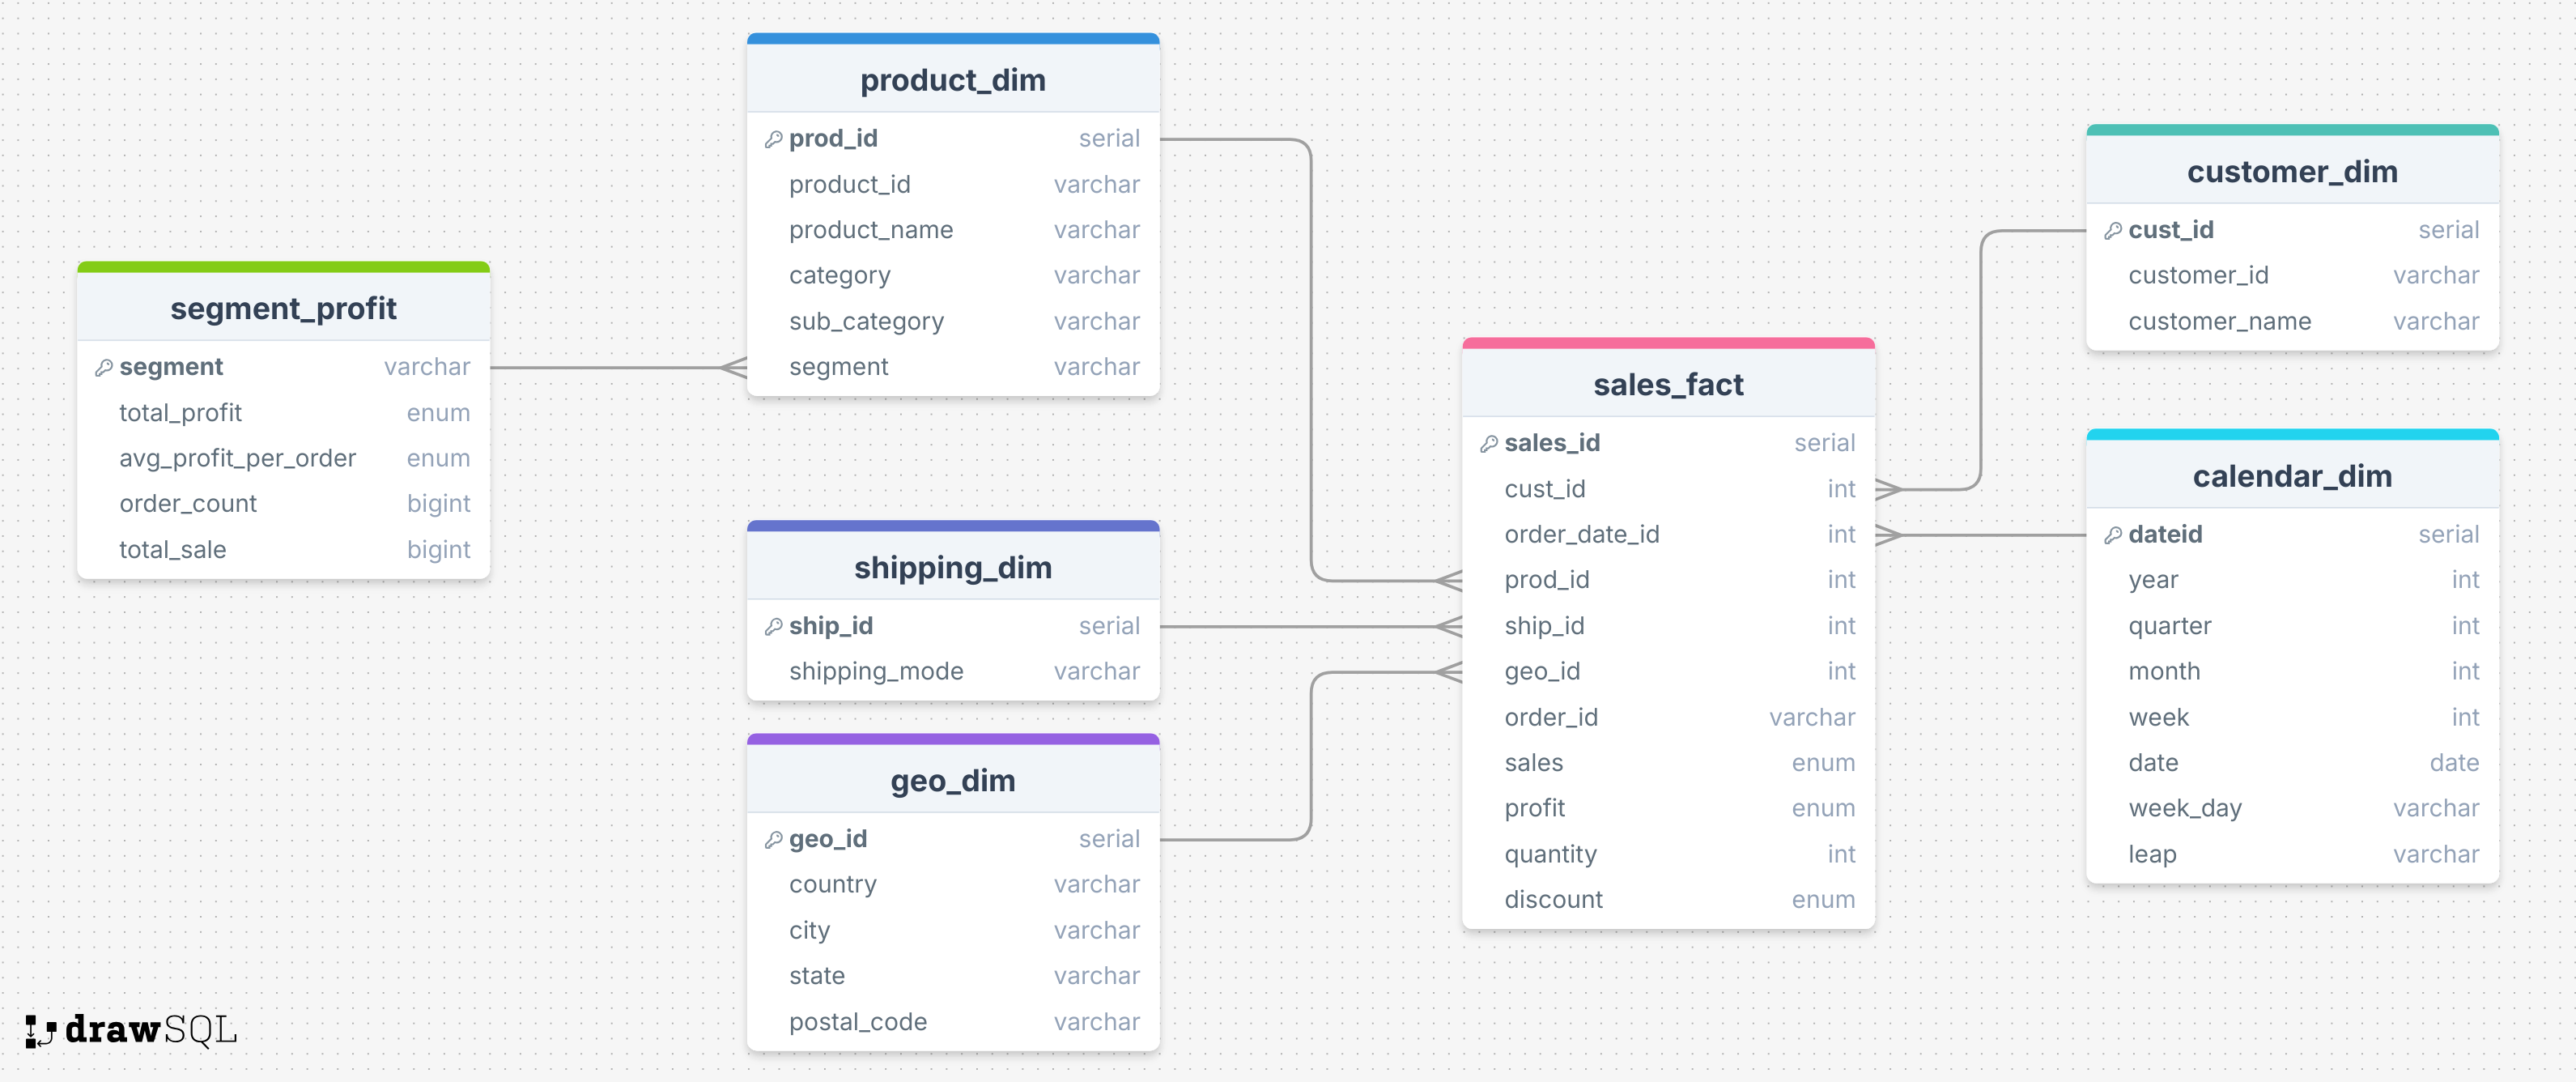 product_dim
prod_id serial
product_id varchar
product_name varchar
category varchar
sub_category varchar
segment varchar
segment_profit
segment varchar
total_profit enum
avg_profit_per_order enum
order_count bigint
total_sale bigint
shipping_dim
ship_id serial
shipping_mode varchar
geo_dim
geo_id serial
country varchar
city varchar
state varchar
postal_code varchar
sales_fact
sales_id serial
cust_id int
order_date_id int
prod_id int
ship_id int
geo_id int
order_id varchar
sales enum
profit enum
quantity int
discount enum
customer_dim
cust_id serial
customer_id varchar
customer_name varchar
calendar_dim
dateid serial
year int
quarter int
month int
week int
date date
week_day varchar
leap varchar
drawSQL